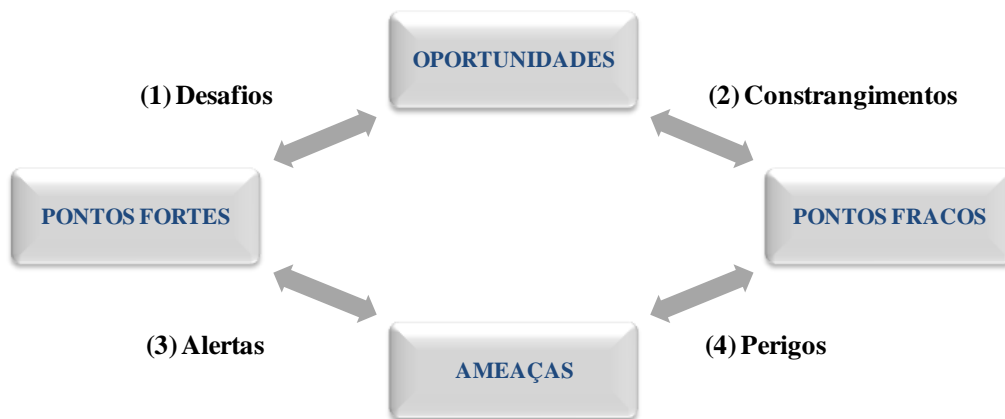 OPORTUNIDADES
(1) Desafios
(2) Constrangimentos
PONTOS FORTES
PONTOS FRACOS
(3) Alertas
(4) Perigos
AMEAÇAS